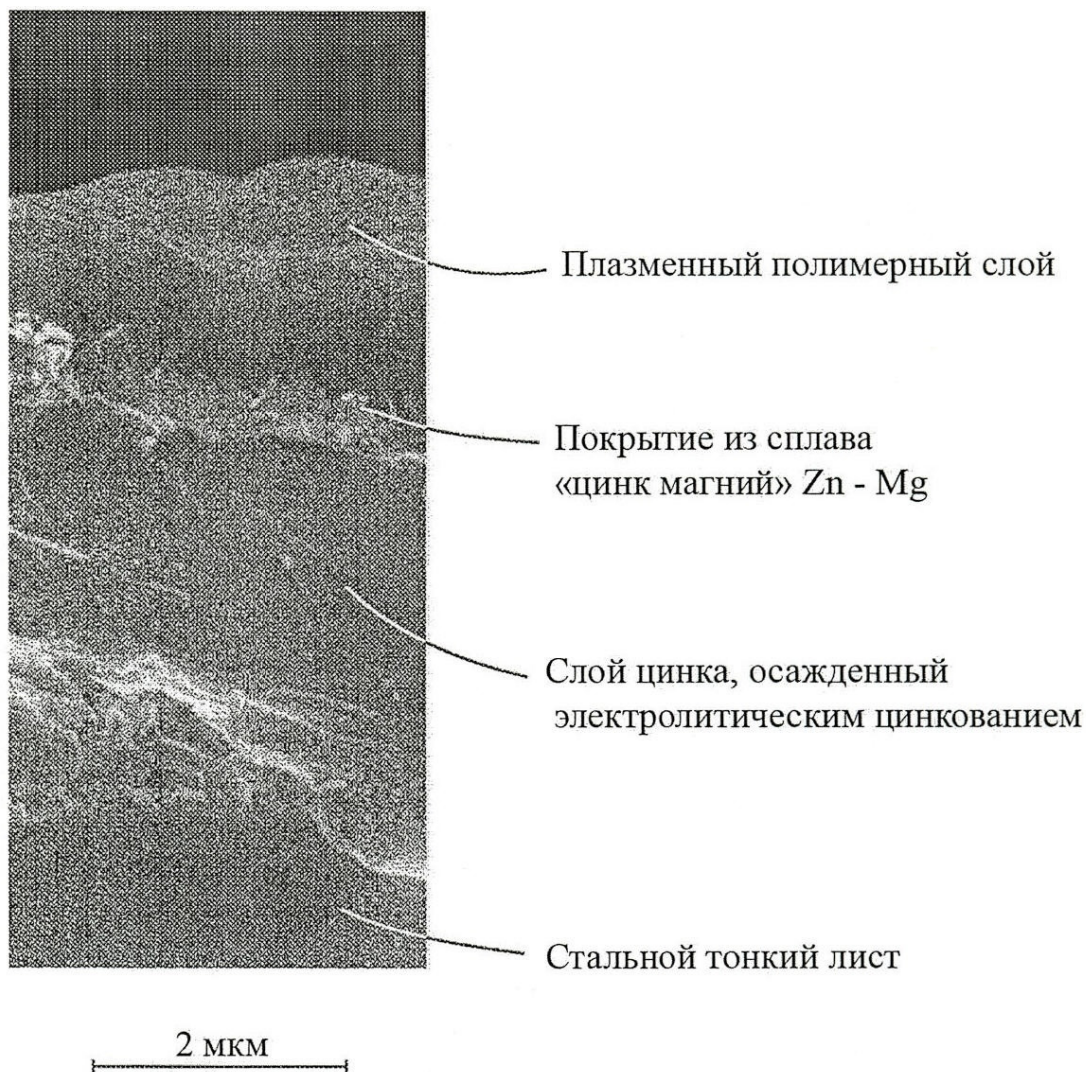 Плазменный полимерный слой
Покрытие из сплава
«цинк магний» Zn - Mg
Слой цинка, осажденный
электролитическим цинкованием
Стальной тонкий лист
2 мкм